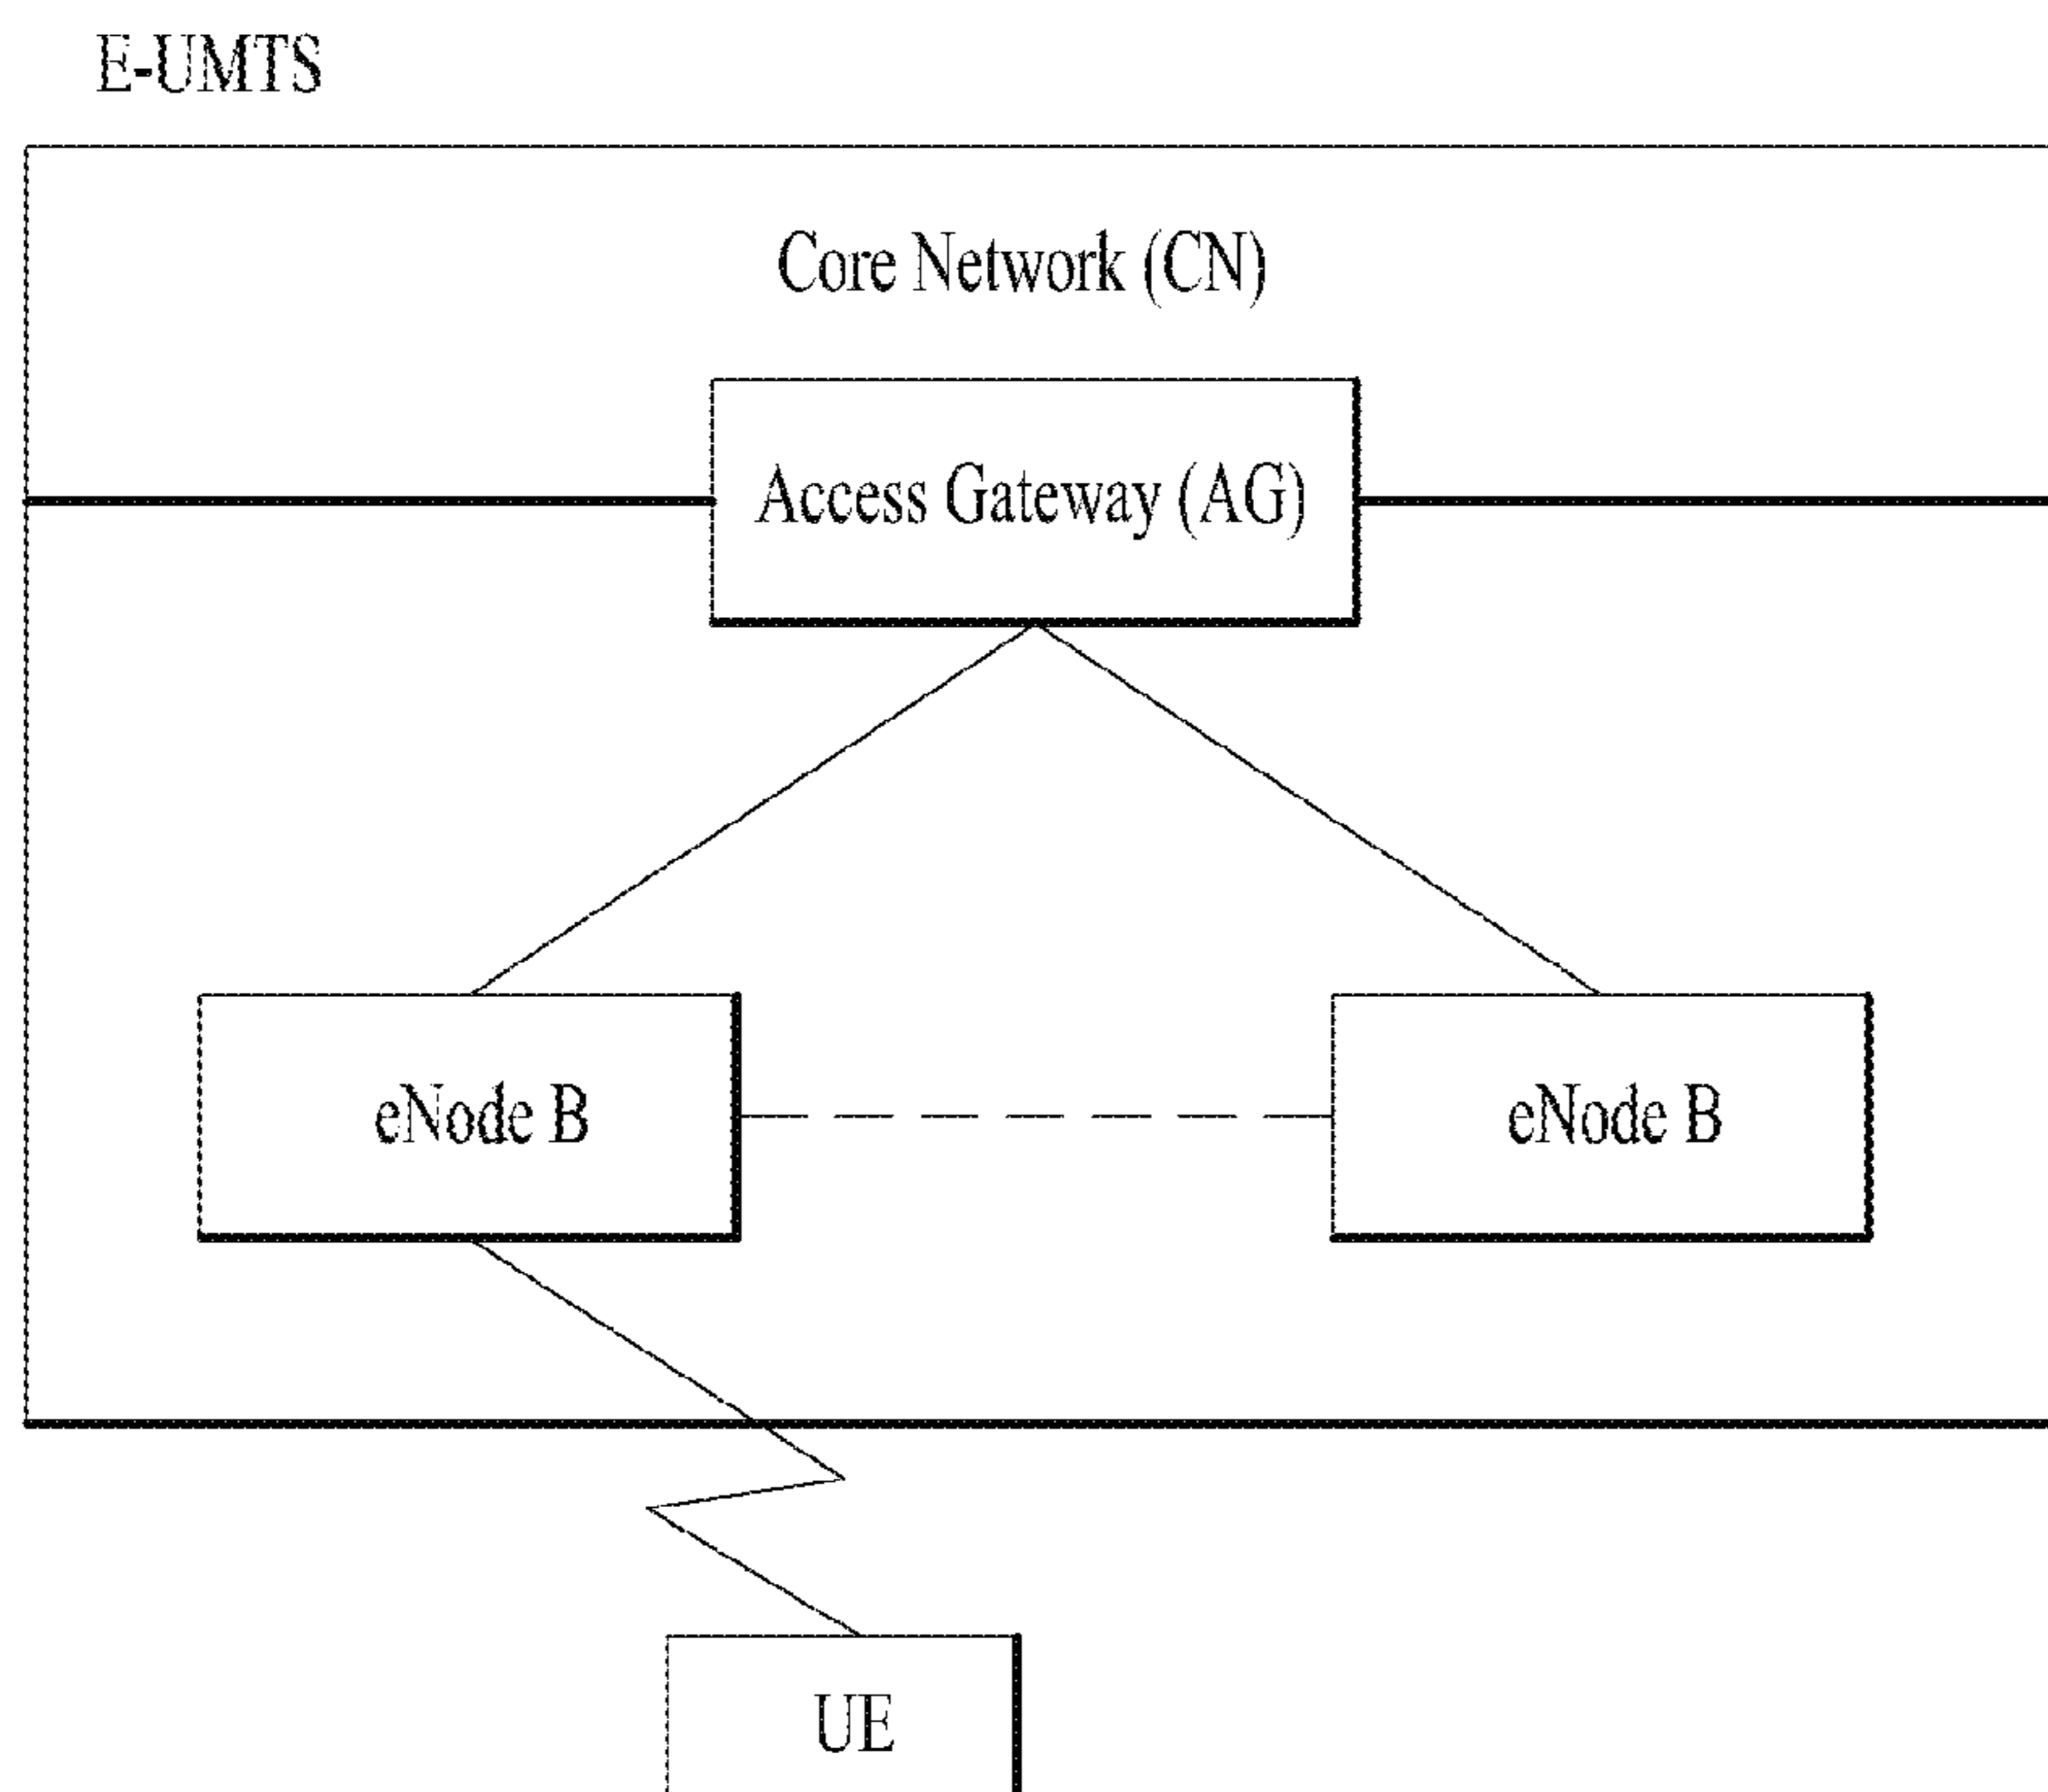 E-UMTS
Core Network (CN)
Access Gateway (AG)
eNode B
eNode B
UE